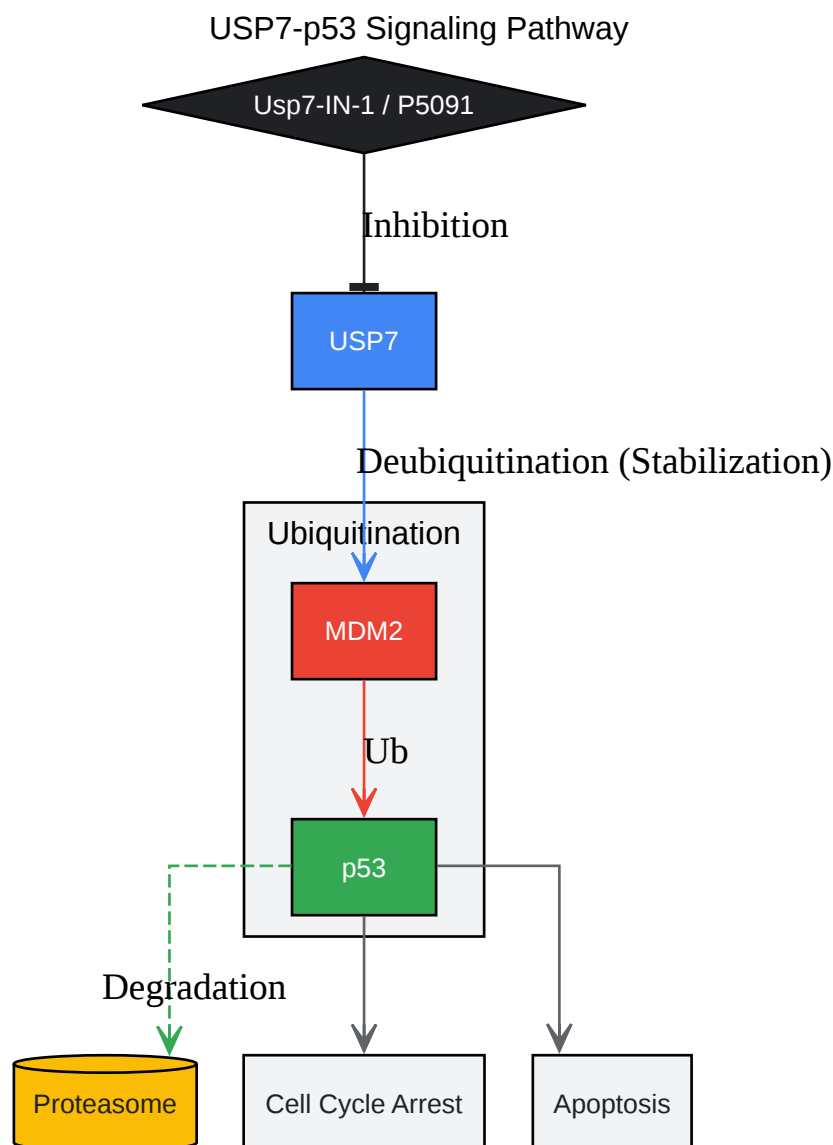 USP7-p53 Signaling Pathway
Usp7-IN-1 / P5091
Inhibition
USP7
Deubiquitination (Stabilization)
Ubiquitination
MDM2
Ub
p53
Degradation
Proteasome
Cell Cycle Arrest
Apoptosis